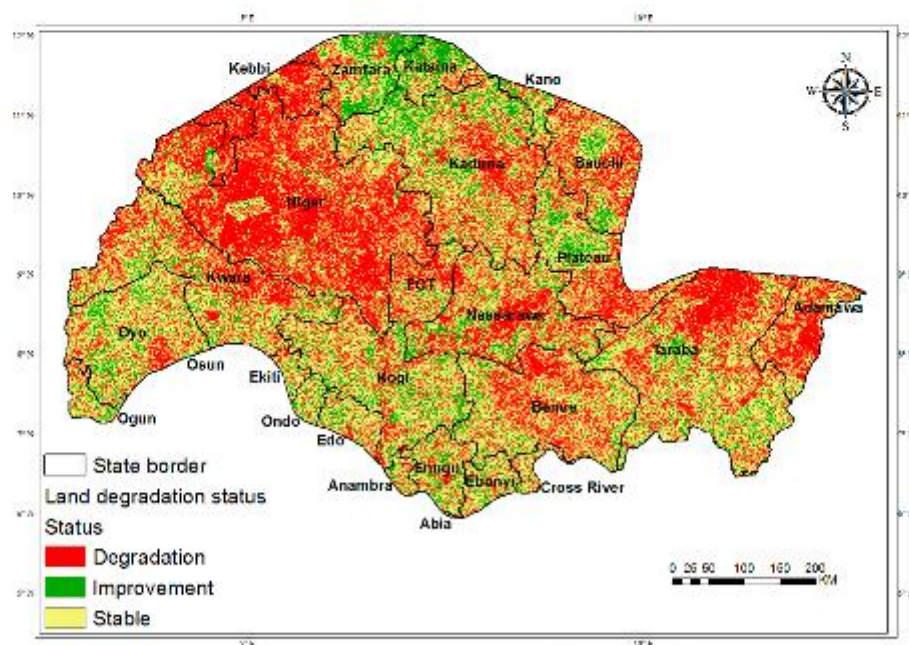 N
W E
S
Kebbi
Zamfara
Katsina
Kano
Kaduna
Bauchi
Niger
Plateau
Kwara
FCT
Nassarawa
Adamawa
Oyo
Taraba
Osun
Ekiti
Kogi
Benue
Ogun
Ondo
Edo
Enugu
Ebonyi
Anambra
Cross River
Abia
State border
Land degradation status
Status
Degradation
Improvement
Stable
0 25 50 100 150 200
KM